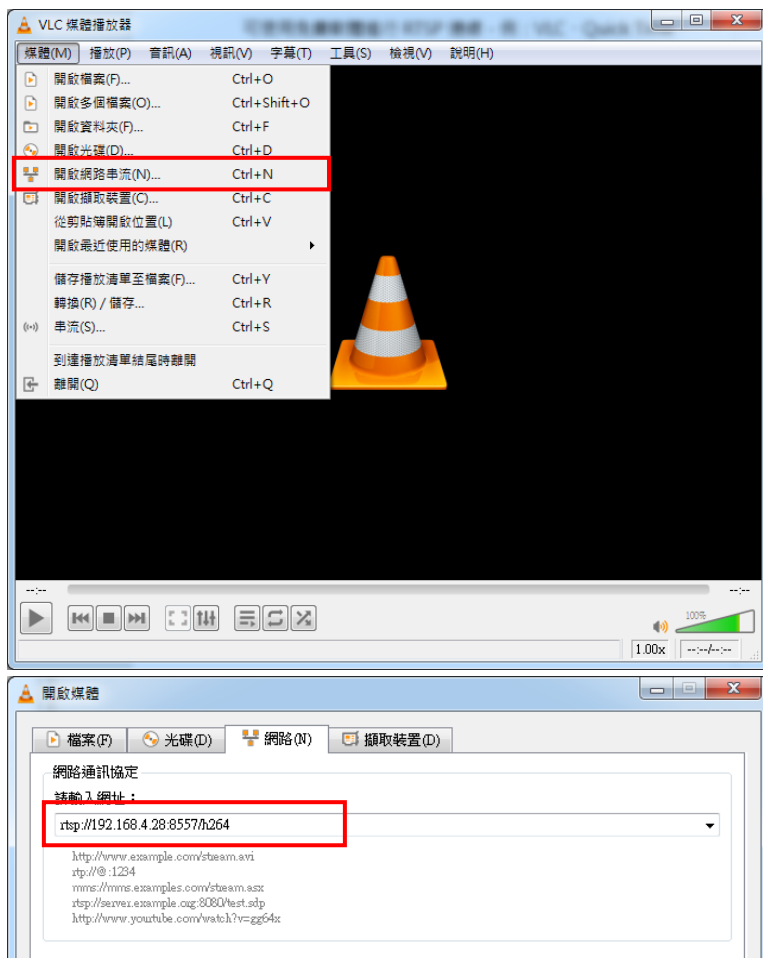 VLC 媒體播放器
媒體(M) 播放(P) 音訊(A) 視訊(V) 字幕(T) 工具(S) 檢視(V) 說明(H)
開啟檔案(F)... Ctrl+O
開啟多個檔案(O)... Ctrl+Shift+O
開啟資料夾(F)... Ctrl+F
開啟光碟(D)... Ctrl+D
開啟網路串流(N)... Ctrl+N
開啟擷取裝置(C)... Ctrl+C
從剪貼簿開啟位置(L) Ctrl+V
開啟最近使用的媒體(R)
儲存播放清單至檔案(F)... Ctrl+Y
轉換(R) / 儲存... Ctrl+R
串流(S)... Ctrl+S
到達播放清單結尾時離開
離開(Q) Ctrl+Q
--:-- --:--
100%
1.00x --:--/--:--
開啟媒體
檔案(F) 光碟(D) 網路(N) 擷取裝置(D)
網路通訊協定
請輸入網址：
rtsp://192.168.4.28:8557/h264
http://www.example.com/stream.avi
rtp://@:1234
mms://mms.examples.com/stream.asx
rtsp://server.example.org:8080/test.sdp
http://www.yourtube.com/watch?v=gg64x